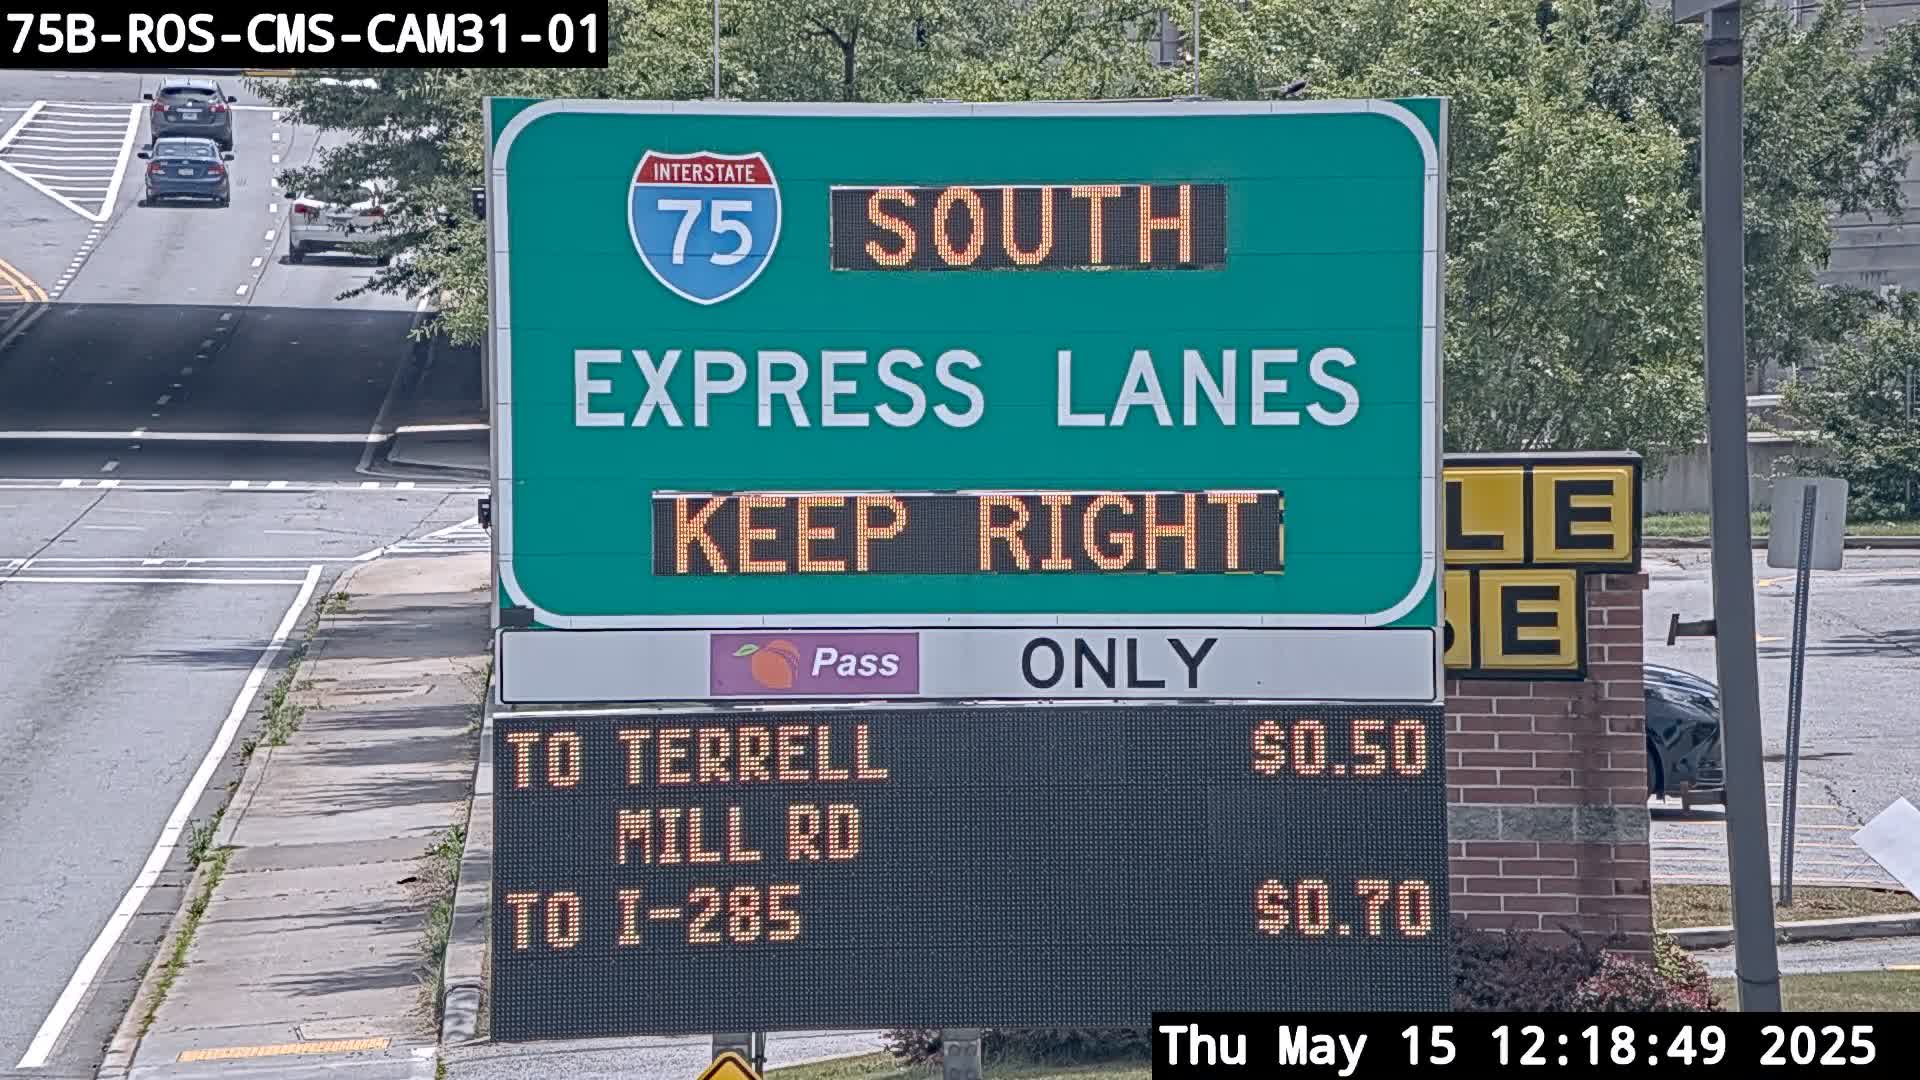 75B-ROS-CMS-CAM31-01
INTERSTATE
75
SOUTH
EXPRESS LANES
KEEP RIGHT
LE
E
Pass ONLY
TO TERRELL $0.50
MILL RD
TO I-285 $0.70
Thu May 15 12:18:49 2025